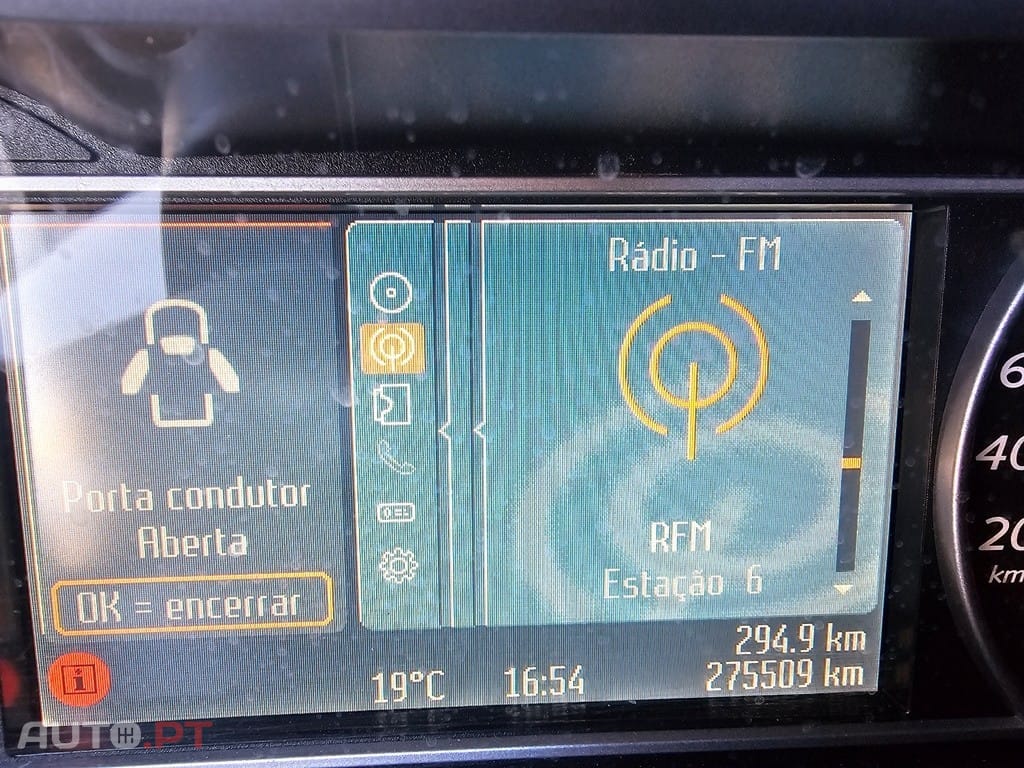 Rádio - FM
Porta condutor
Aberta
OK = encerrar
RFM
Estação 6
294.9 km
275509 km
19°C
16:54
i
60
40
20
km
AUTO.PT